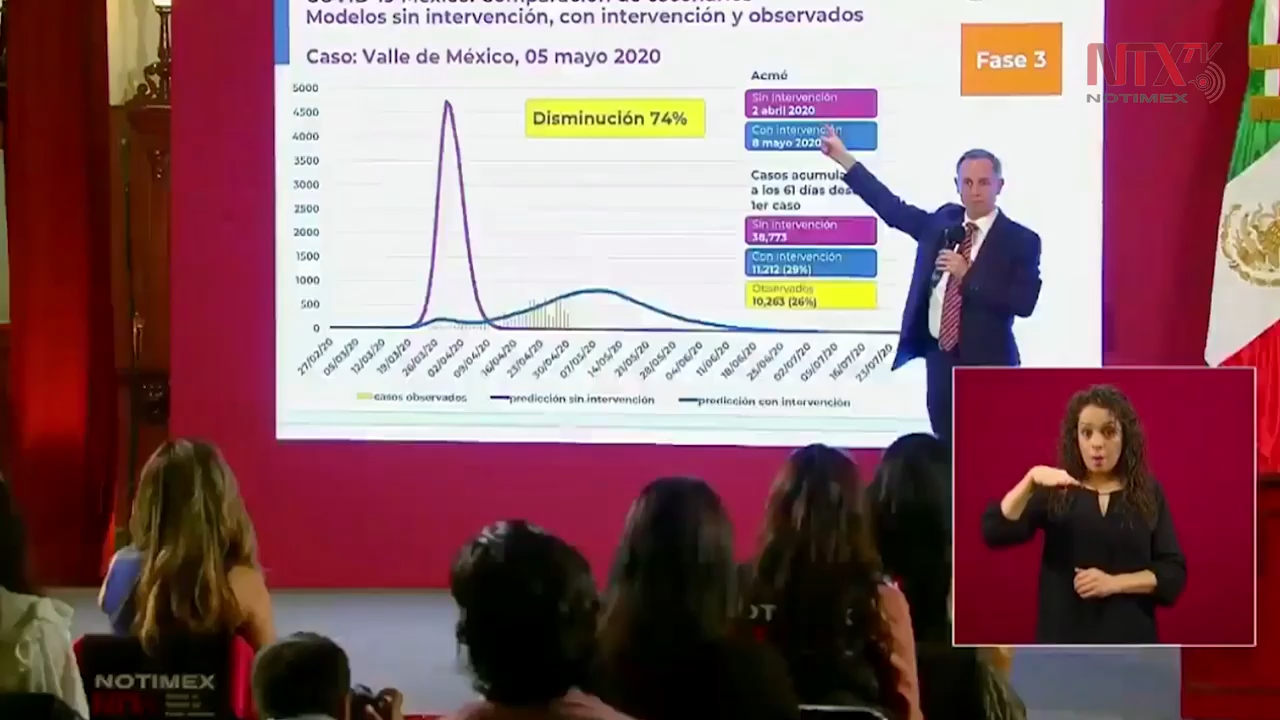 Modelos sin intervención, con intervención y observados
Caso: Valle de México, 05 mayo 2020
Fase 3
NTX
NOTIMEX
Disminución 74%
Acmé
Sin intervención
2 abril 2020
Con intervención
8 mayo 2020
Casos acumula
a los 61 días des
1er caso
Sin intervención
38,773
Con intervención
11,212 (29%)
Observados
10,263 (26%)
5000
4500
4000
3500
3000
2500
2000
1500
1000
500
0
27/02/20
05/03/20
12/03/20
19/03/20
26/03/20
02/04/20
09/04/20
16/04/20
23/04/20
30/04/20
07/05/20
14/05/20
21/05/20
28/05/20
04/06/20
11/06/20
18/06/20
25/06/20
02/07/20
09/07/20
16/07/20
23/07/20
casos observados
predicción sin intervención
predicción con intervención
NOTIMEX